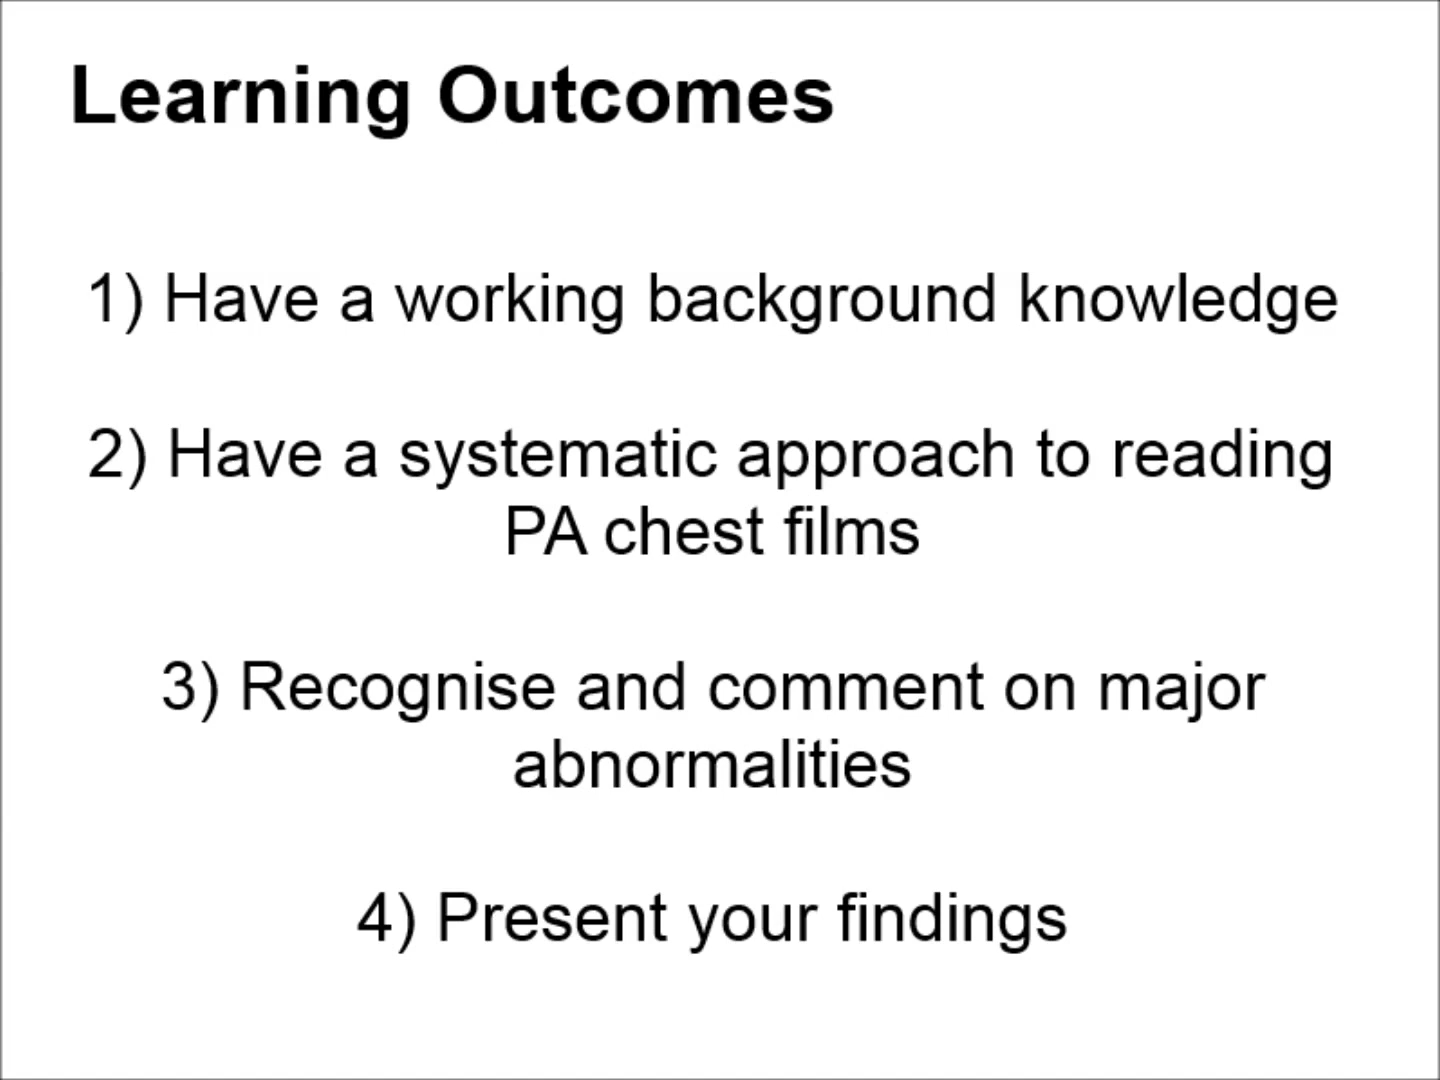 Learning Outcomes
1) Have a working background knowledge
2) Have a systematic approach to reading
PA chest films
3) Recognise and comment on major
abnormalities
4) Present your findings